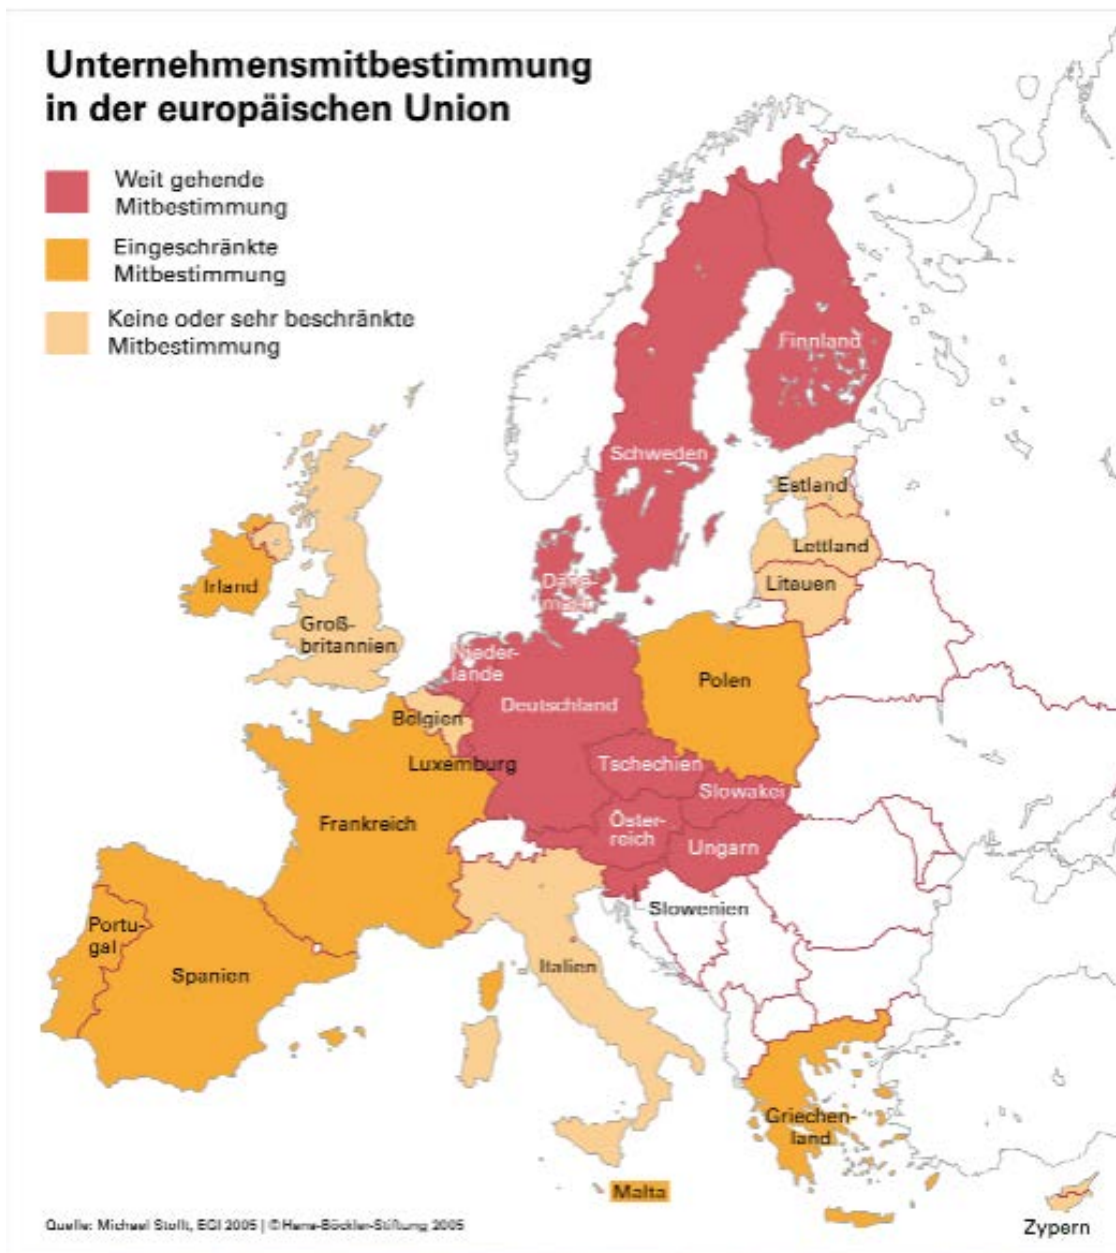 Unternehmensmitbestimmung
in der europäischen Union
Weit gehende
Mitbestimmung
Eingeschränkte
Mitbestimmung
Keine oder sehr beschränkte
Mitbestimmung
Finnland
Schweden
Estland
Lettland
Litauen
Däne-
mark
Irland
Groß-
britannien
Nieder-
lande
Deutschland
Polen
Belgien
Luxemburg
Tschechien
Slowakei
Öster-
reich
Ungarn
Frankreich
Slowenien
Portu-
gal
Spanien
Italien
Griechen-
land
Malta
Zypern
Quelle: Michael Stollt, EGI 2005 | © Hans-Böckler-Stiftung 2005